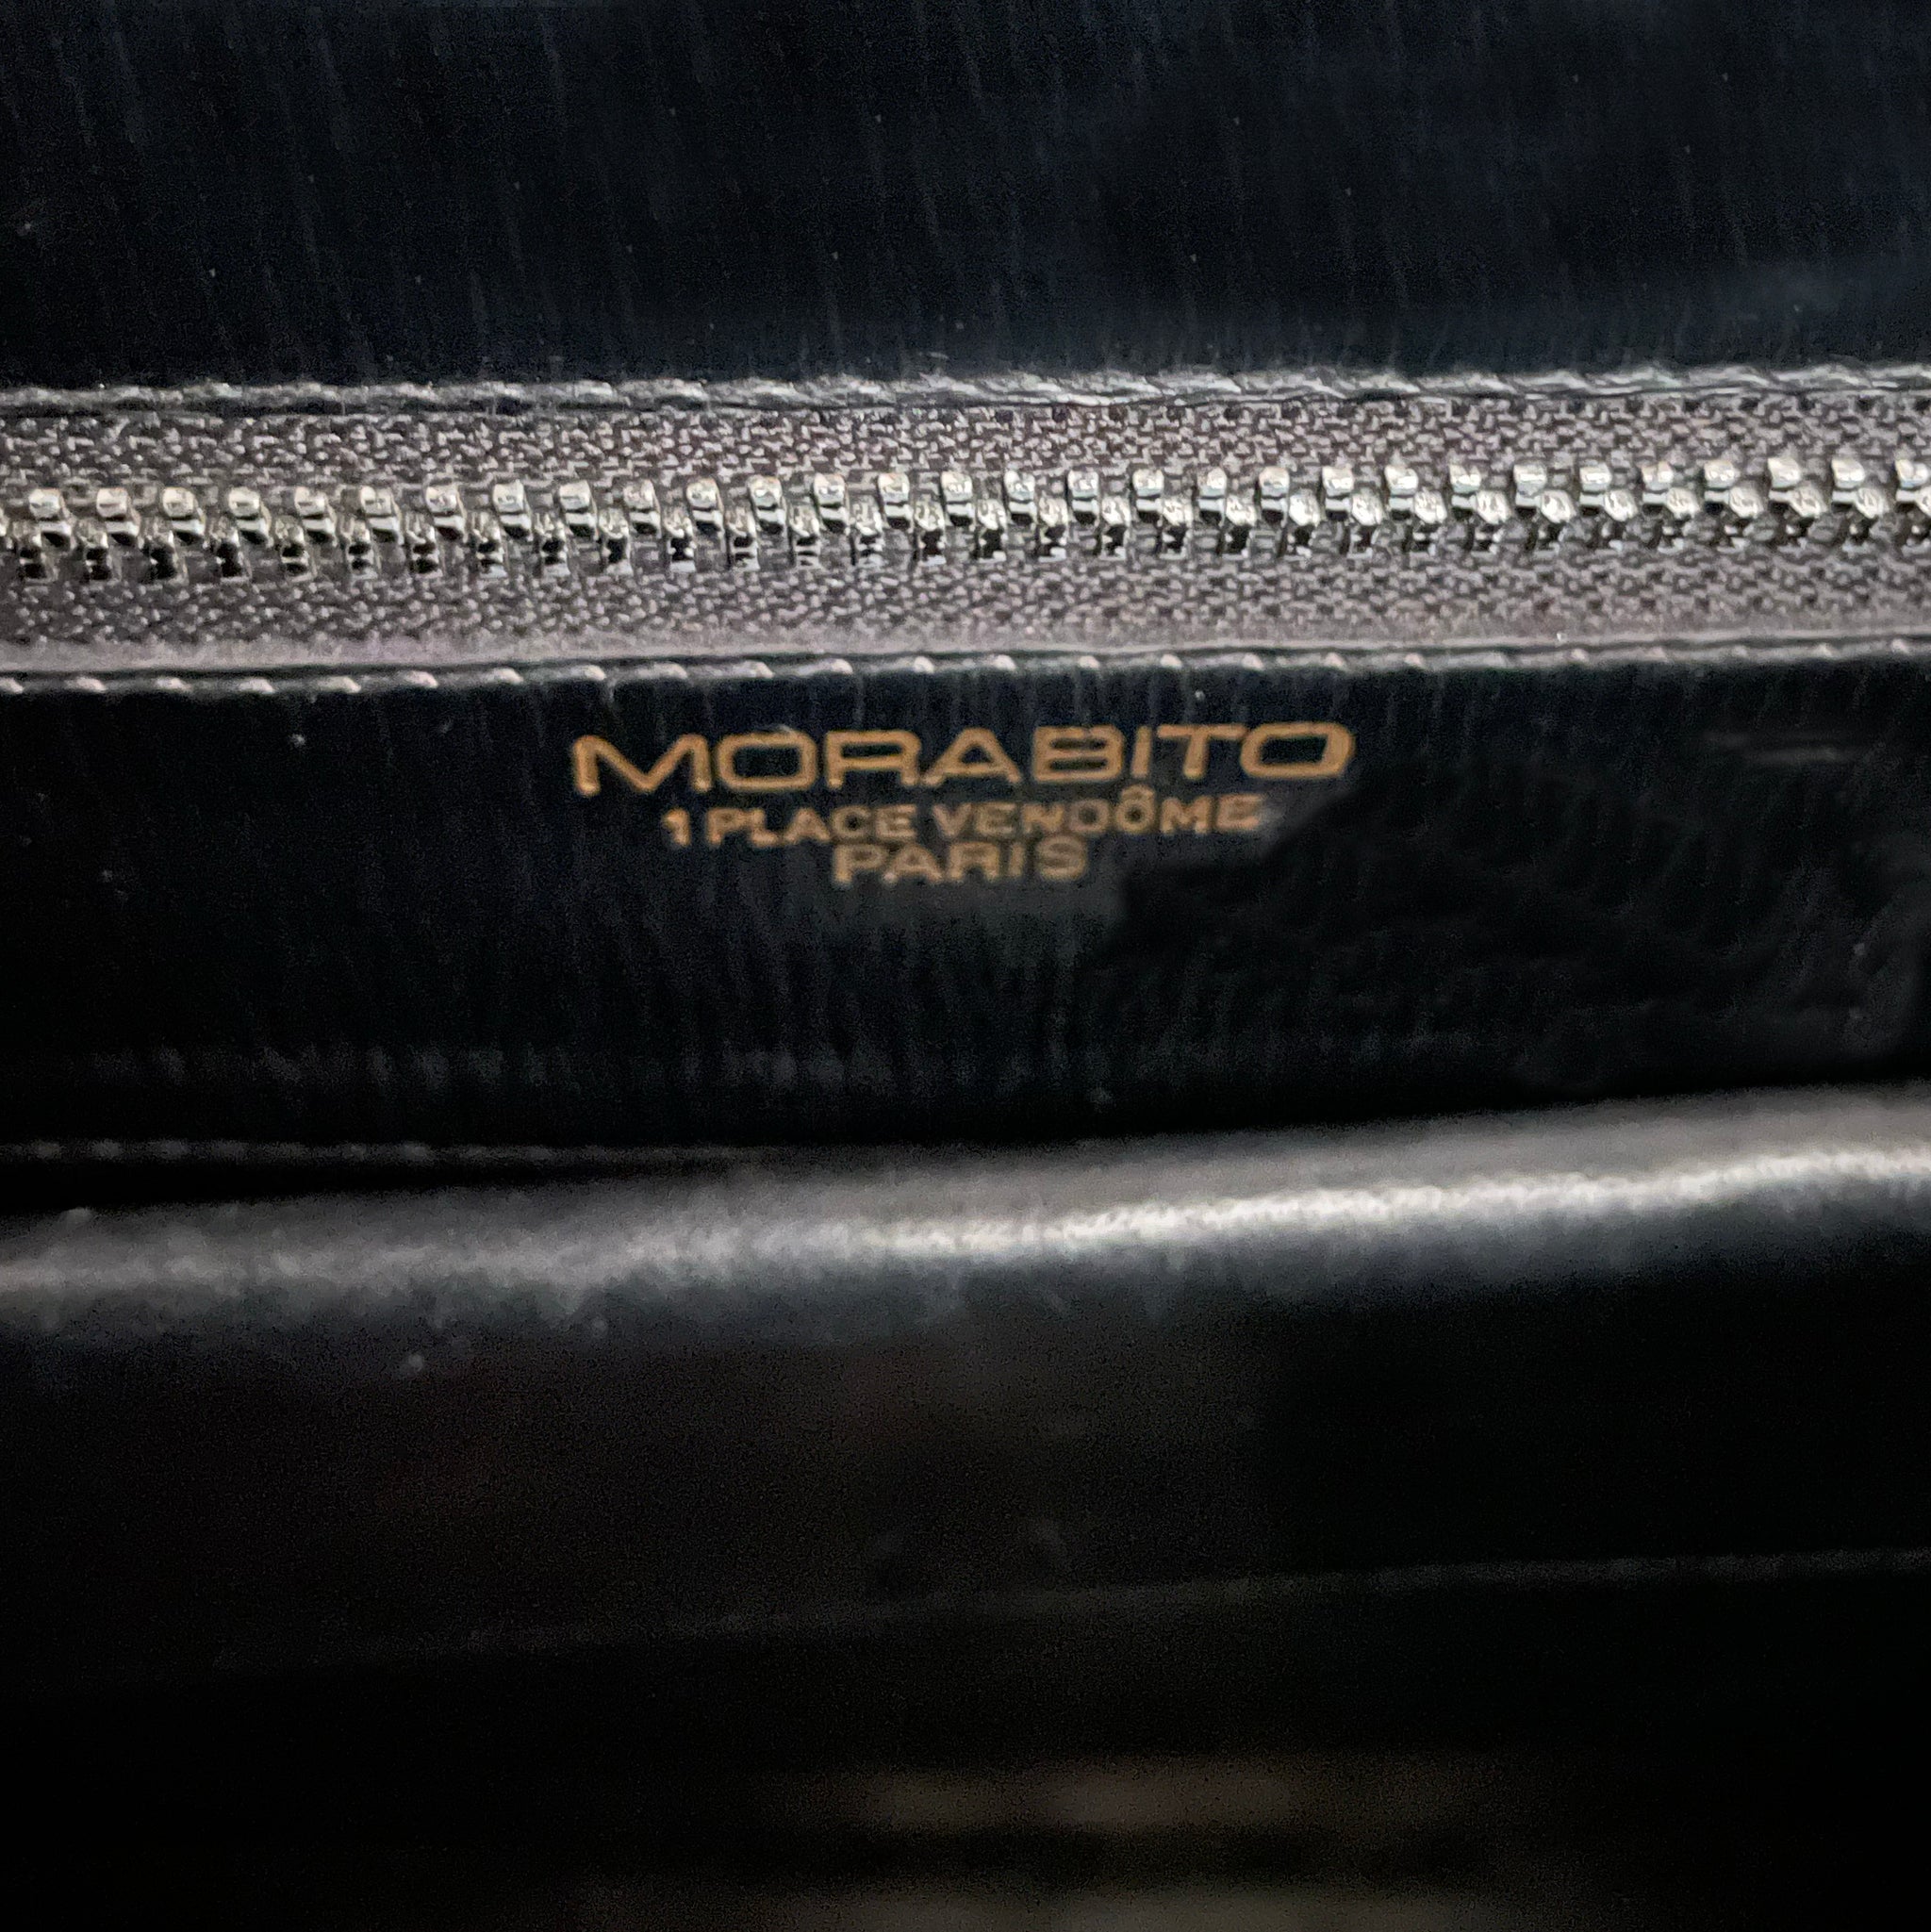 MORABITO
1 PLACE VENDÔME
PARIS